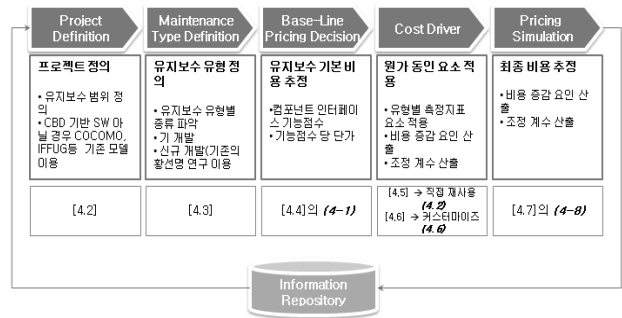 Project
Definition
Maintenance
Type Definition
Base-Line
Pricing Decision
Cost Driver
Pricing
Simulation
프로젝트 정의
• 유지보수 범위 정
의
• CBD 기반 SW 아
닐 경우 COCOMO,
IFFUG등 기존 모델
이용
유지보수 유형 정
의
• 유지보수 유형별
종류 파악
• 기 개발
• 신규 개발(기존의
황선명 연구 이용
유지보수 기본 비
용 추정
• 컴포넌트 인터페이
스 기능점수
• 기능점수 당 단가
원가 동인 요소 적
용
• 유형별 측정지표
요소 적용
• 비용 증감 요인 산
출
• 조정 계수 산출
최종 비용 추정
• 비용 증감 요인 산
출
• 조정 계수 산출
[4.2]
[4.3]
[4.4]의 (4-1)
[4.5] → 직접 재사용
(4.2)
[4.6] → 커스터마이즈
(4.6)
[4.7]의 (4-8)
Information
Repository